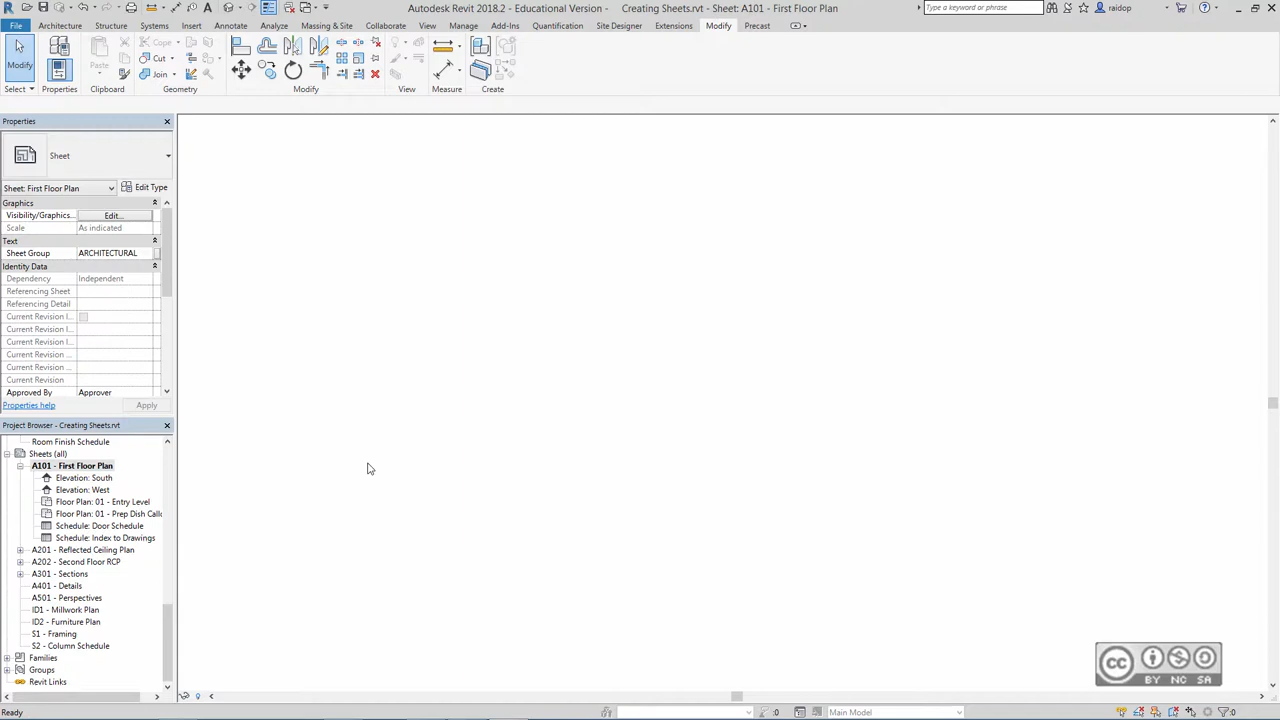 Autodesk Revit 2018.2 - Educational Version - Creating Sheets.rvt - Sheet: A101 - First Floor Plan
Type a keyword or phrase
raidop
File Architecture Structure Systems Insert Annotate Analyze Massing & Site Collaborate View Manage Add-Ins Quantification Site Designer Extensions Modify Precast
Modify
Paste
Cope
Cut
Join
Select Properties Clipboard Geometry Modify View Measure Create
Properties
Sheet
Sheet: First Floor Plan Edit Type
Graphics
Visibility/Graphics... Edit...
Scale As indicated
Text
Sheet Group ARCHITECTURAL
Identity Data
Dependency Independent
Referencing Sheet
Referencing Detail
Current Revision I...
Current Revision I...
Current Revision I...
Current Revision ...
Current Revision ...
Current Revision
Approved By Approver
Properties help Apply
Project Browser - Creating Sheets.rvt
Room Finish Schedule
Sheets (all)
A101 - First Floor Plan
Elevation: South
Elevation: West
Floor Plan: 01 - Entry Level
Floor Plan: 01 - Prep Dish Callo
Schedule: Door Schedule
Schedule: Index to Drawings
A201 - Reflected Ceiling Plan
A202 - Second Floor RCP
A301 - Sections
A401 - Details
A501 - Perspectives
ID1 - Millwork Plan
ID2 - Furniture Plan
S1 - Framing
S2 - Column Schedule
Families
Groups
Revit Links
cc
BY NC SA
Ready
:0
Main Model
:0